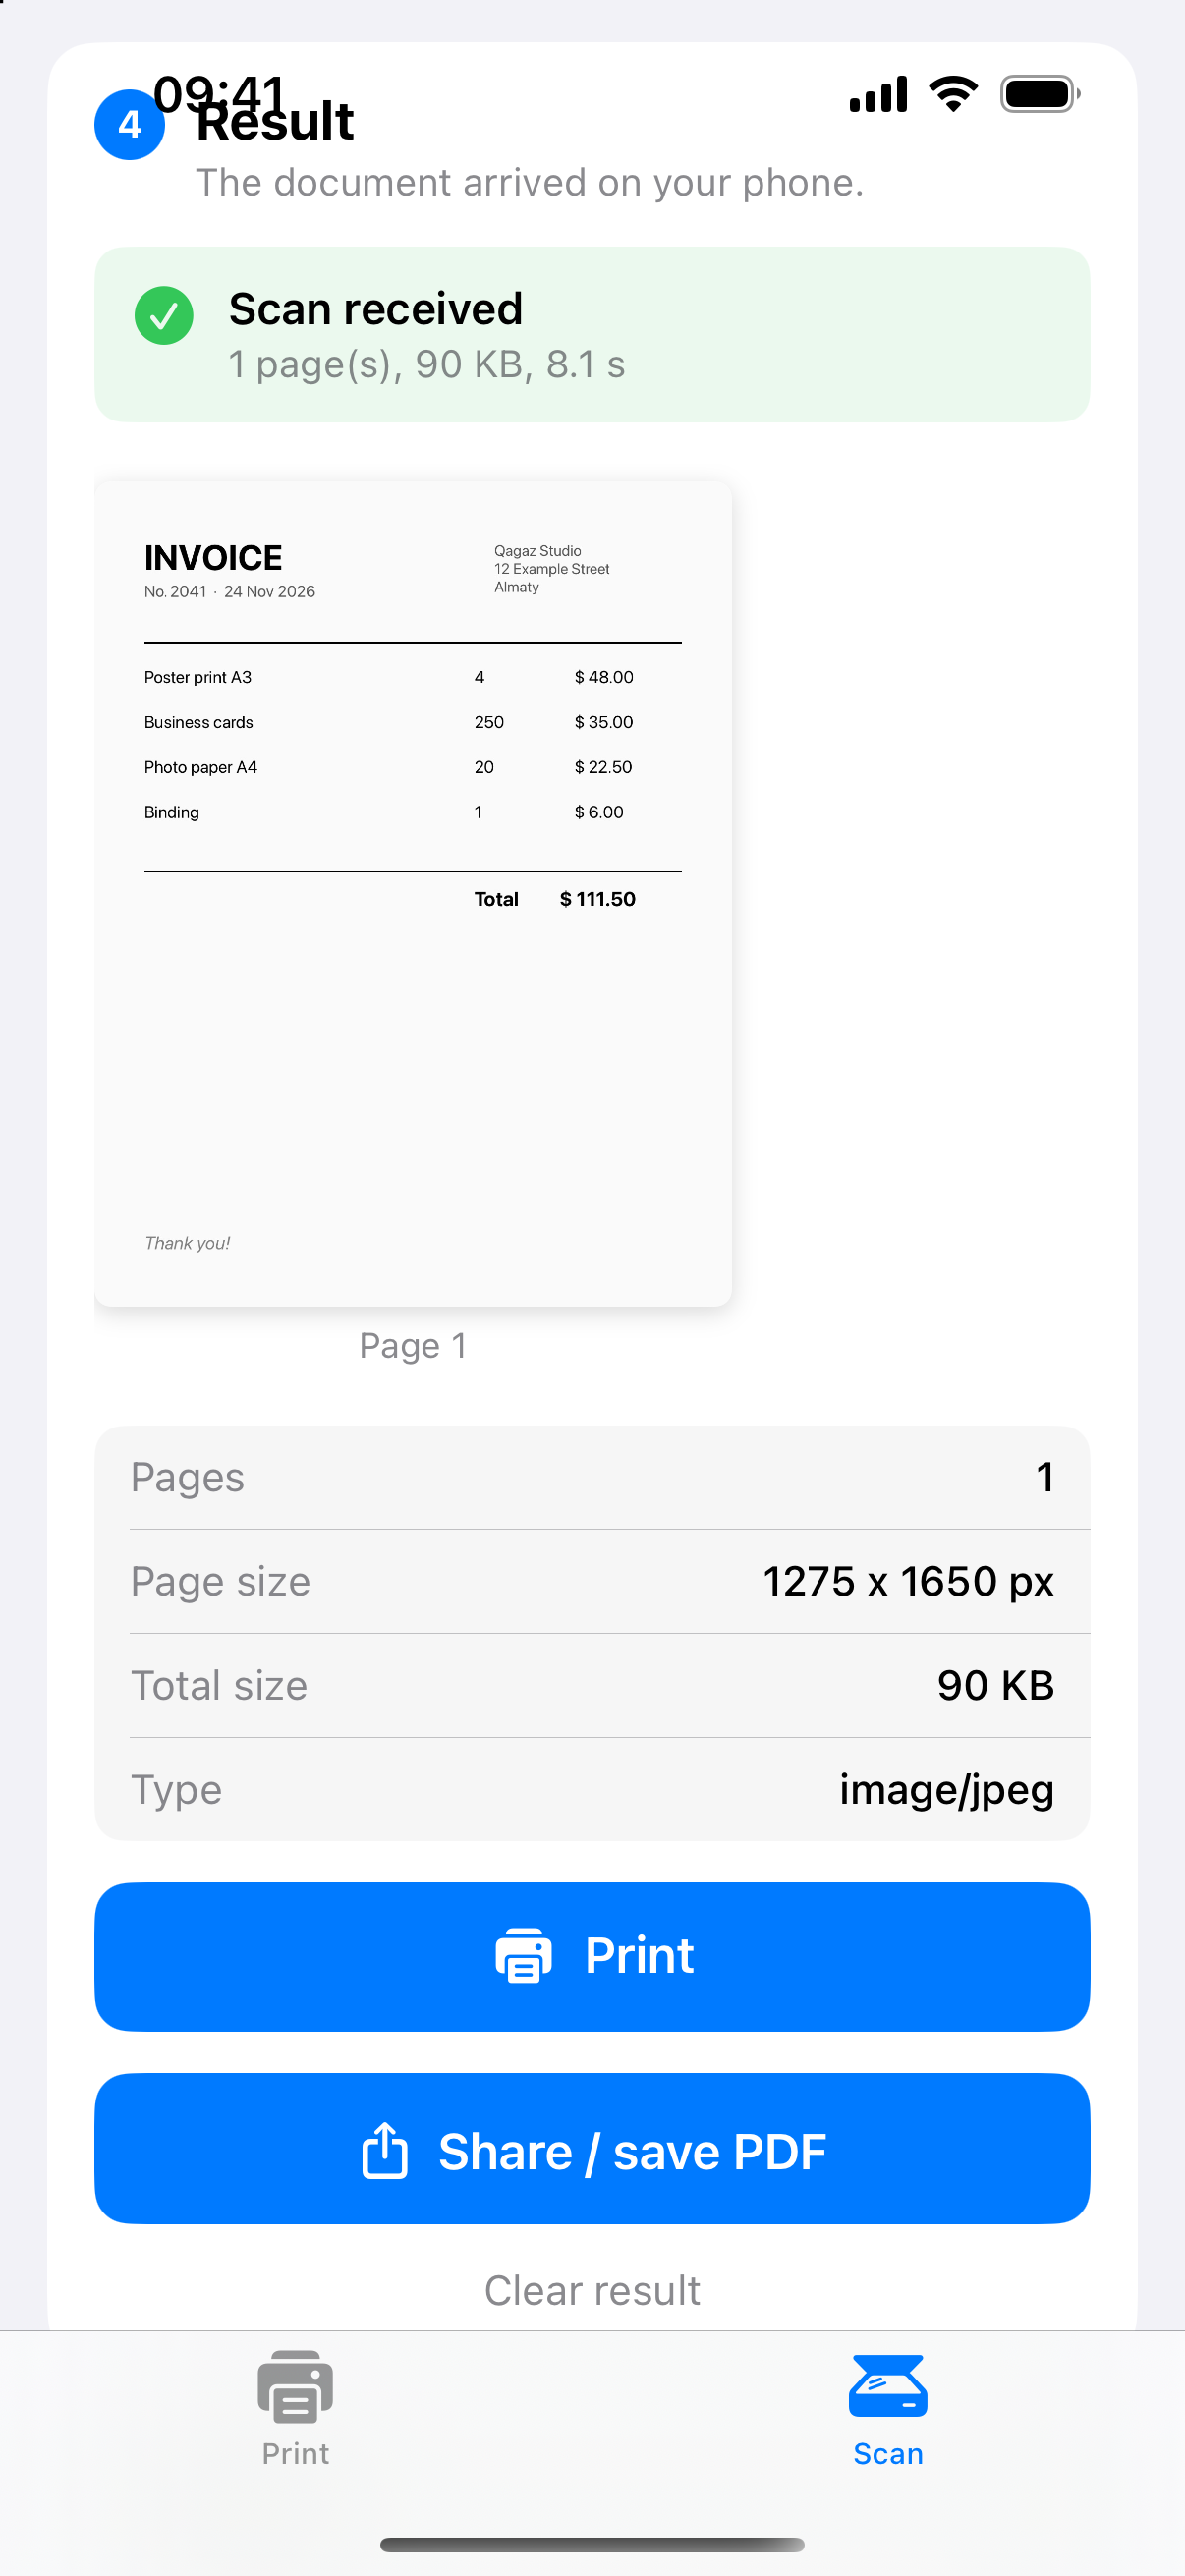 09:41
4 Result
The document arrived on your phone.
Scan received
1 page(s), 90 KB, 8.1 s
INVOICE
No. 2041 · 24 Nov 2026
Qagaz Studio
12 Example Street
Almaty
Poster print A3 4 $ 48.00
Business cards 250 $ 35.00
Photo paper A4 20 $ 22.50
Binding 1 $ 6.00
Total $ 111.50
Thank you!
Page 1
Pages 1
Page size 1275 x 1650 px
Total size 90 KB
Type image/jpeg
Print
Share / save PDF
Clear result
Print Scan